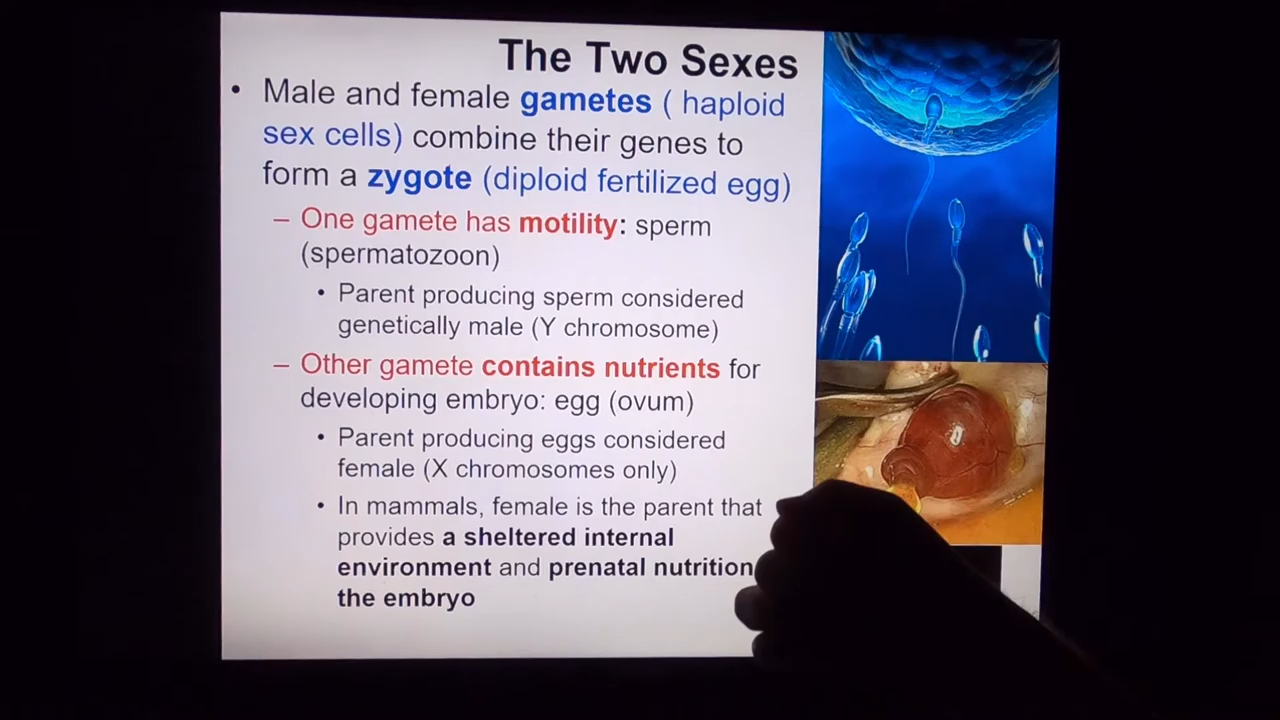 The Two Sexes
• Male and female gametes ( haploid
sex cells) combine their genes to
form a zygote (diploid fertilized egg)
– One gamete has motility: sperm
(spermatozoon)
• Parent producing sperm considered
genetically male (Y chromosome)
– Other gamete contains nutrients for
developing embryo: egg (ovum)
• Parent producing eggs considered
female (X chromosomes only)
• In mammals, female is the parent that
provides a sheltered internal
environment and prenatal nutrition
the embryo